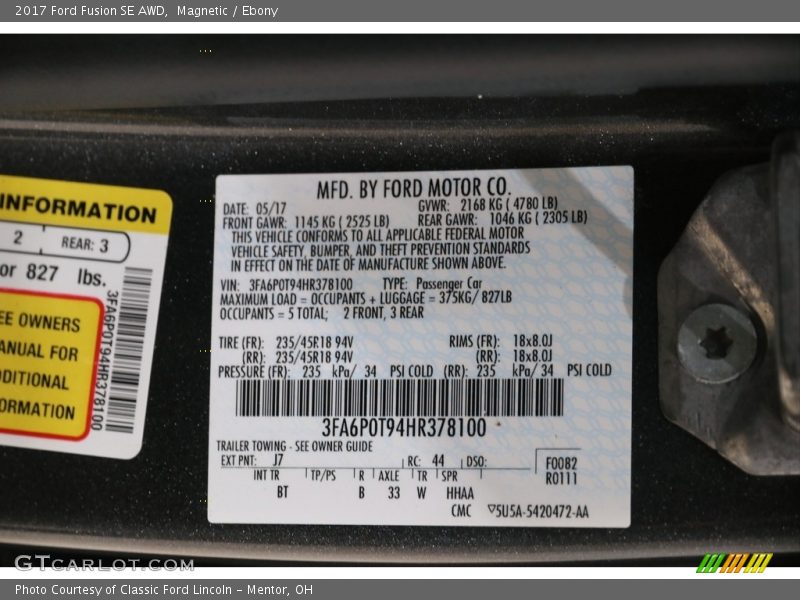 2017 Ford Fusion SE AWD,  Magnetic / Ebony
INFORMATION
2 REAR: 3
or 827 lbs.
EE OWNERS
ANUAL FOR
DDITIONAL
ORMATION
3FA6P0T94HR378100
MFD. BY FORD MOTOR CO.
DATE: 05/17 GVWR: 2168 KG ( 4780 LB)
FRONT GAWR: 1145 KG ( 2525 LB) REAR GAWR: 1046 KG ( 2305 LB)
THIS VEHICLE CONFORMS TO ALL APPLICABLE FEDERAL MOTOR
VEHICLE SAFETY, BUMPER, AND THEFT PREVENTION STANDARDS
IN EFFECT ON THE DATE OF MANUFACTURE SHOWN ABOVE.
VIN: 3FA6P0T94HR378100 TYPE: Passenger Car
MAXIMUM LOAD = OCCUPANTS + LUGGAGE = 375KG/ 827LB
OCCUPANTS = 5 TOTAL; 2 FRONT, 3 REAR
TIRE (FR): 235/45R18 94V RIMS (FR): 18x8.0J
(RR): 235/45R18 94V (RR): 18x8.0J
PRESSURE (FR): 235 kPa/ 34 PSI COLD (RR): 235 kPa/ 34 PSI COLD
3FA6P0T94HR378100
TRAILER TOWING - SEE OWNER GUIDE
EXT PNT: J7 RC: 44 DSO: F0082
INT TR TP/PS R AXLE TR SPR R0111
BT B 33 W HHAA
CMC ▽5U5A-5420472-AA
GTCARLOT.COM
Photo Courtesy of Classic Ford Lincoln – Mentor, OH